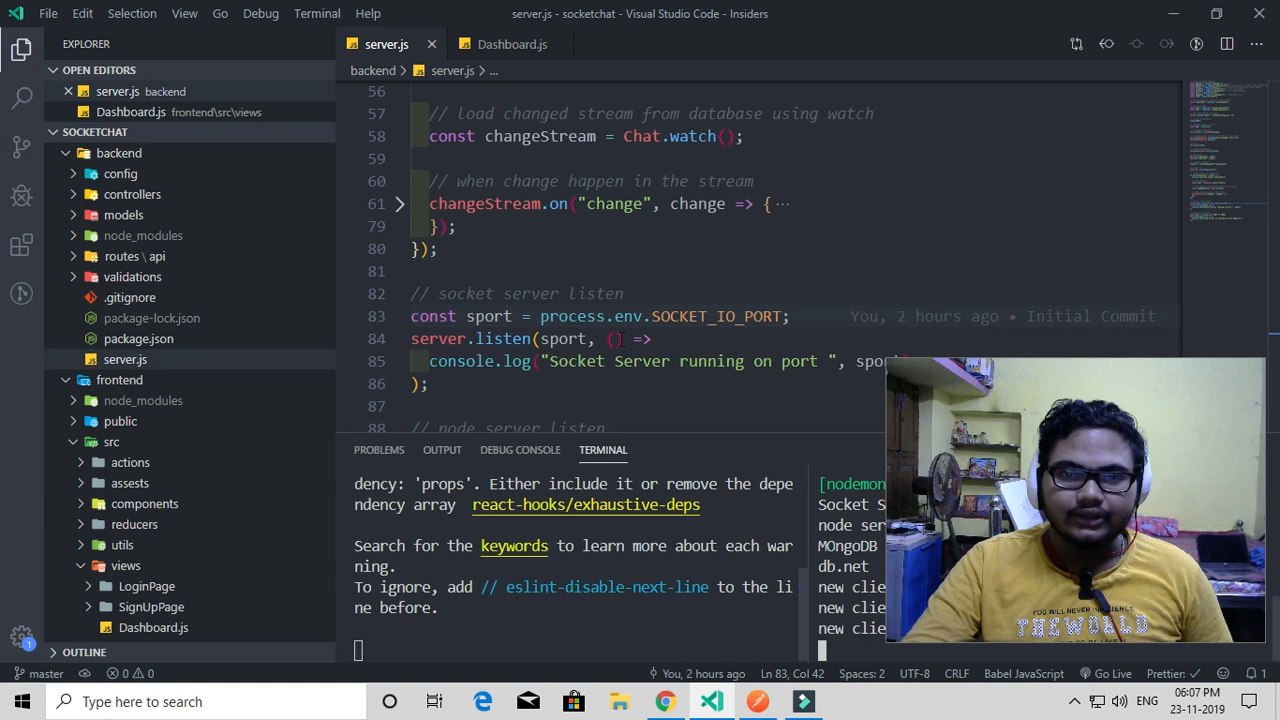 File Edit Selection View Go Debug Terminal Help
server.js - socketchat - Visual Studio Code - Insiders
EXPLORER
OPEN EDITORS
server.js backend
Dashboard.js frontend\src\views
SOCKETCHAT
backend
config
controllers
models
node_modules
routes \ api
validations
.gitignore
package-lock.json
package.json
server.js
frontend
node_modules
public
src
actions
assests
components
reducers
utils
views
LoginPage
SignUpPage
Dashboard.js
OUTLINE
server.js
Dashboard.js
backend > server.js > ...
56
57 // load changed stream from database using watch
58 const changeStream = Chat.watch();
59
60 // when change happen in the stream
61 changeStream.on("change", change => {...
79 });
80 });
81
82 // socket server listen
83 const sport = process.env.SOCKET_IO_PORT; You, 2 hours ago • Initial Commit
84 server.listen(sport, () =>
85 console.log("Socket Server running on port ", sport)
86 );
87
88 // node server listen
PROBLEMS OUTPUT DEBUG CONSOLE TERMINAL
dency: 'props'. Either include it or remove the depe
ndency array react-hooks/exhaustive-deps
Search for the keywords to learn more about each war
ning.
To ignore, add // eslint-disable-next-line to the li
ne before.
[nodemon
Socket S
node ser
MOngoDB
db.net
new clie
new clie
new clie
YOU WILL NEVER
THEWORLD
master 0 0 You, 2 hours ago Ln 83, Col 42 Spaces: 2 UTF-8 CRLF Babel JavaScript Go Live Prettier: ✓ 1
1
Type here to search
ENG
06:07 PM
23-11-2019